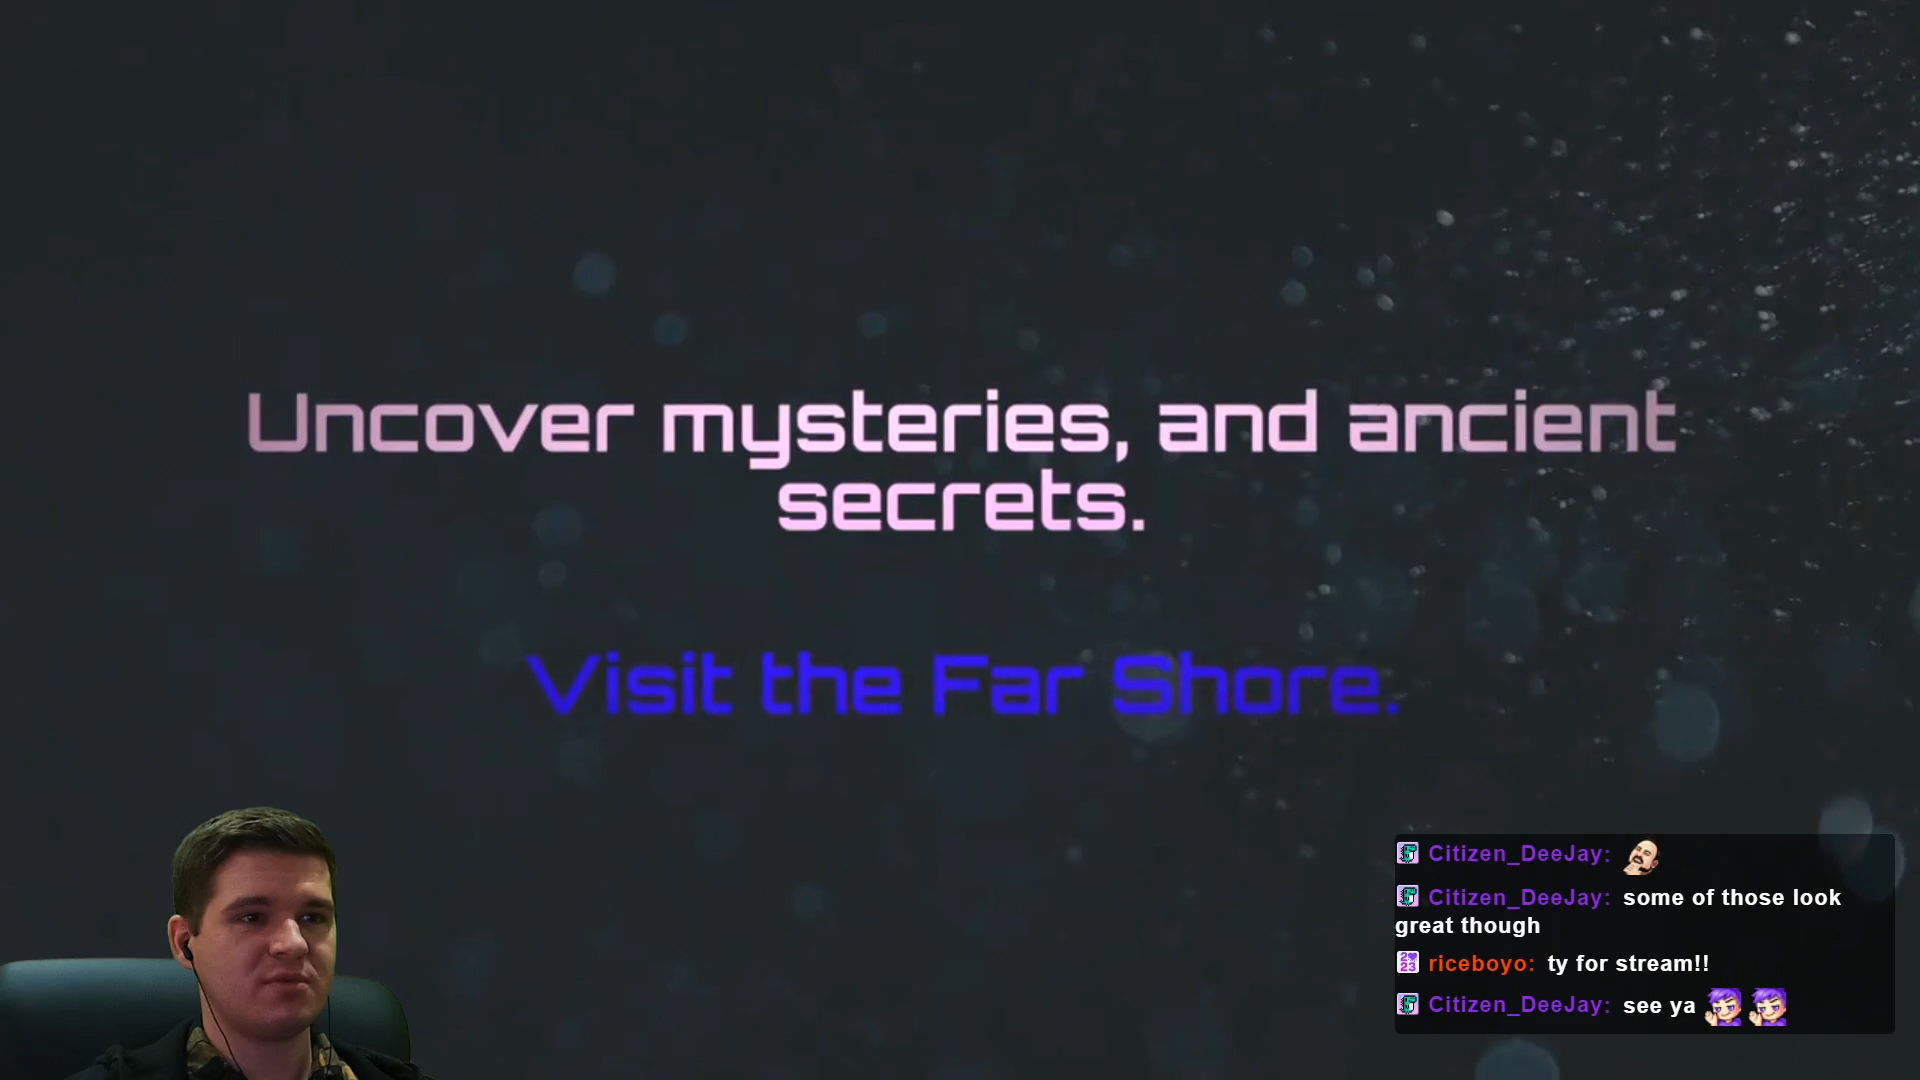 Uncover mysteries, and ancient
secrets.
Visit the Far Shore.
Citizen_DeeJay:
Citizen_DeeJay: some of those look
great though
riceboyo: ty for stream!!
Citizen_DeeJay: see ya